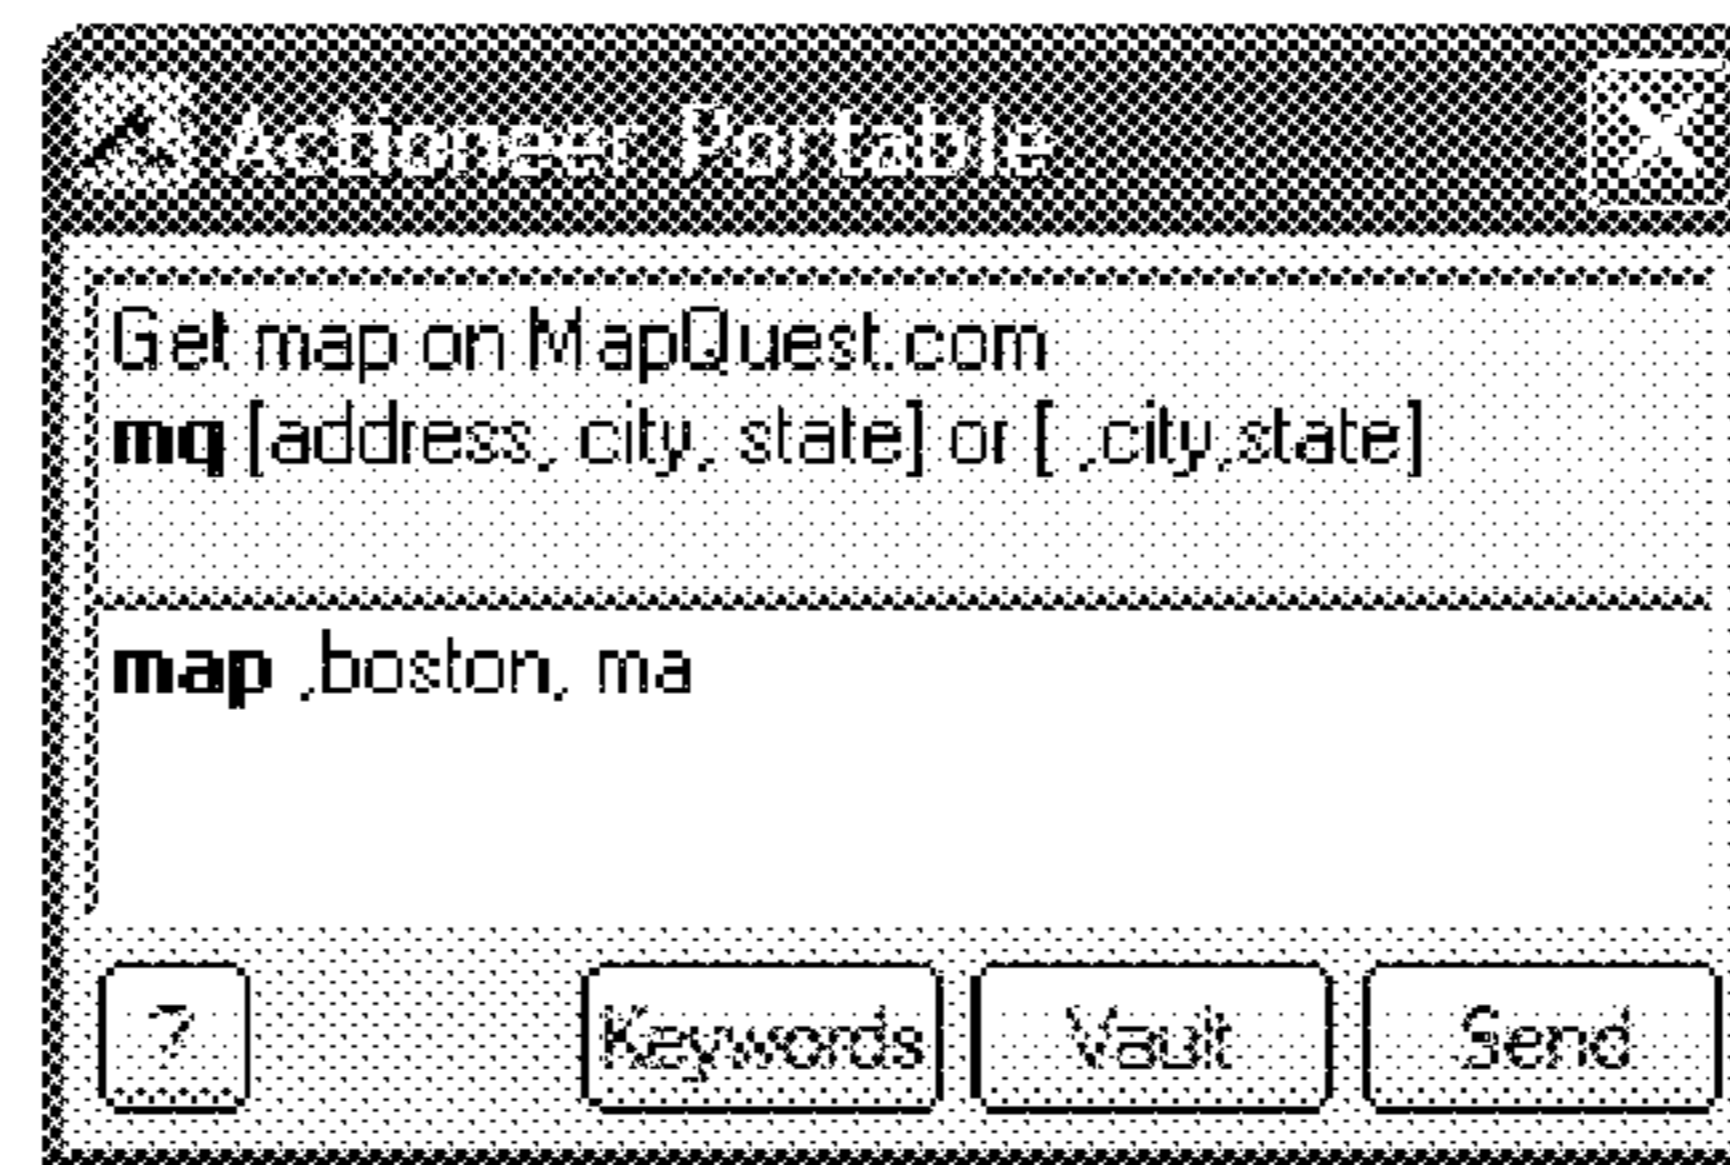 Actioneer Portable
Get map on MapQuest.com
mq [address, city, state] or [ ,city,state]
map ,boston, ma
? Keywords Vault Send